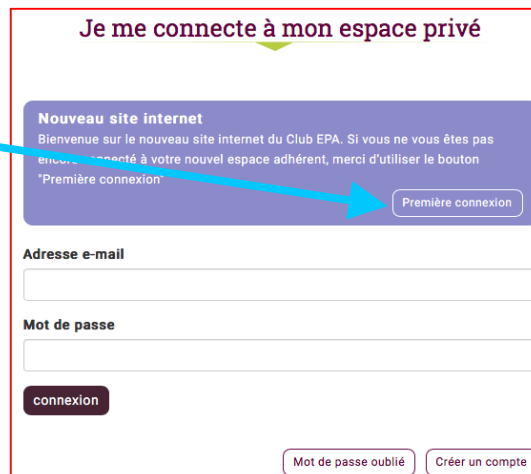 Je me connecte à mon espace privé
Nouveau site internet
Bienvenue sur le nouveau site internet du Club EPA. Si vous ne vous êtes pas
encore connecté à votre nouvel espace adhérent, merci d'utiliser le bouton
"Première connexion"
Première connexion
Adresse e-mail
Mot de passe
connexion
Mot de passe oublié
Créer un compte